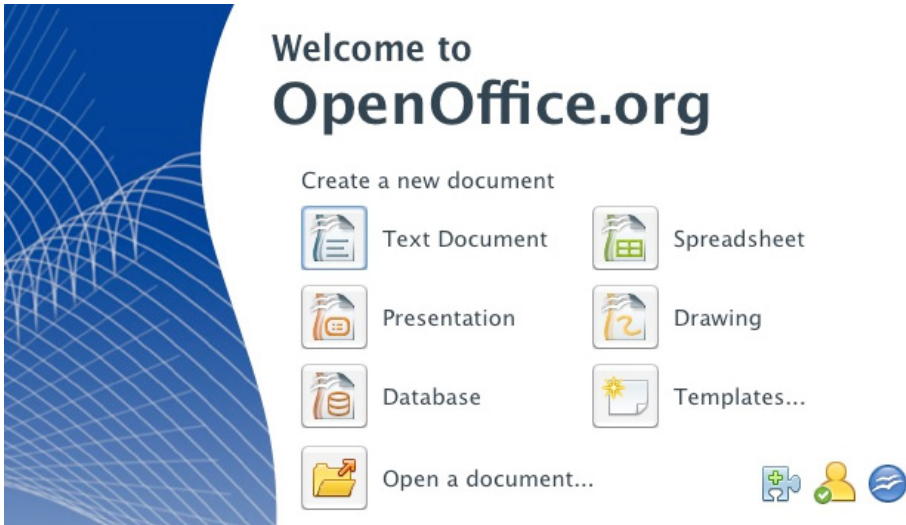 Welcome to
OpenOffice.org
Create a new document
Text Document
Spreadsheet
Presentation
Drawing
Database
Templates...
Open a document...